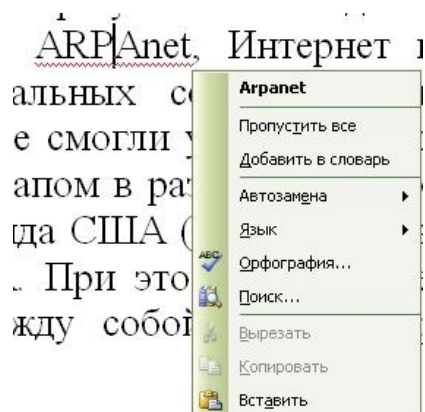 ARPAnet, Интернет
альных
е смогли
апом в
да США (
. При это
жду собой
Arpanet
Пропустить все
Добавить в словарь
Автозамена
Язык
ABC Орфография...
Поиск...
Вырезать
Копировать
Вставить